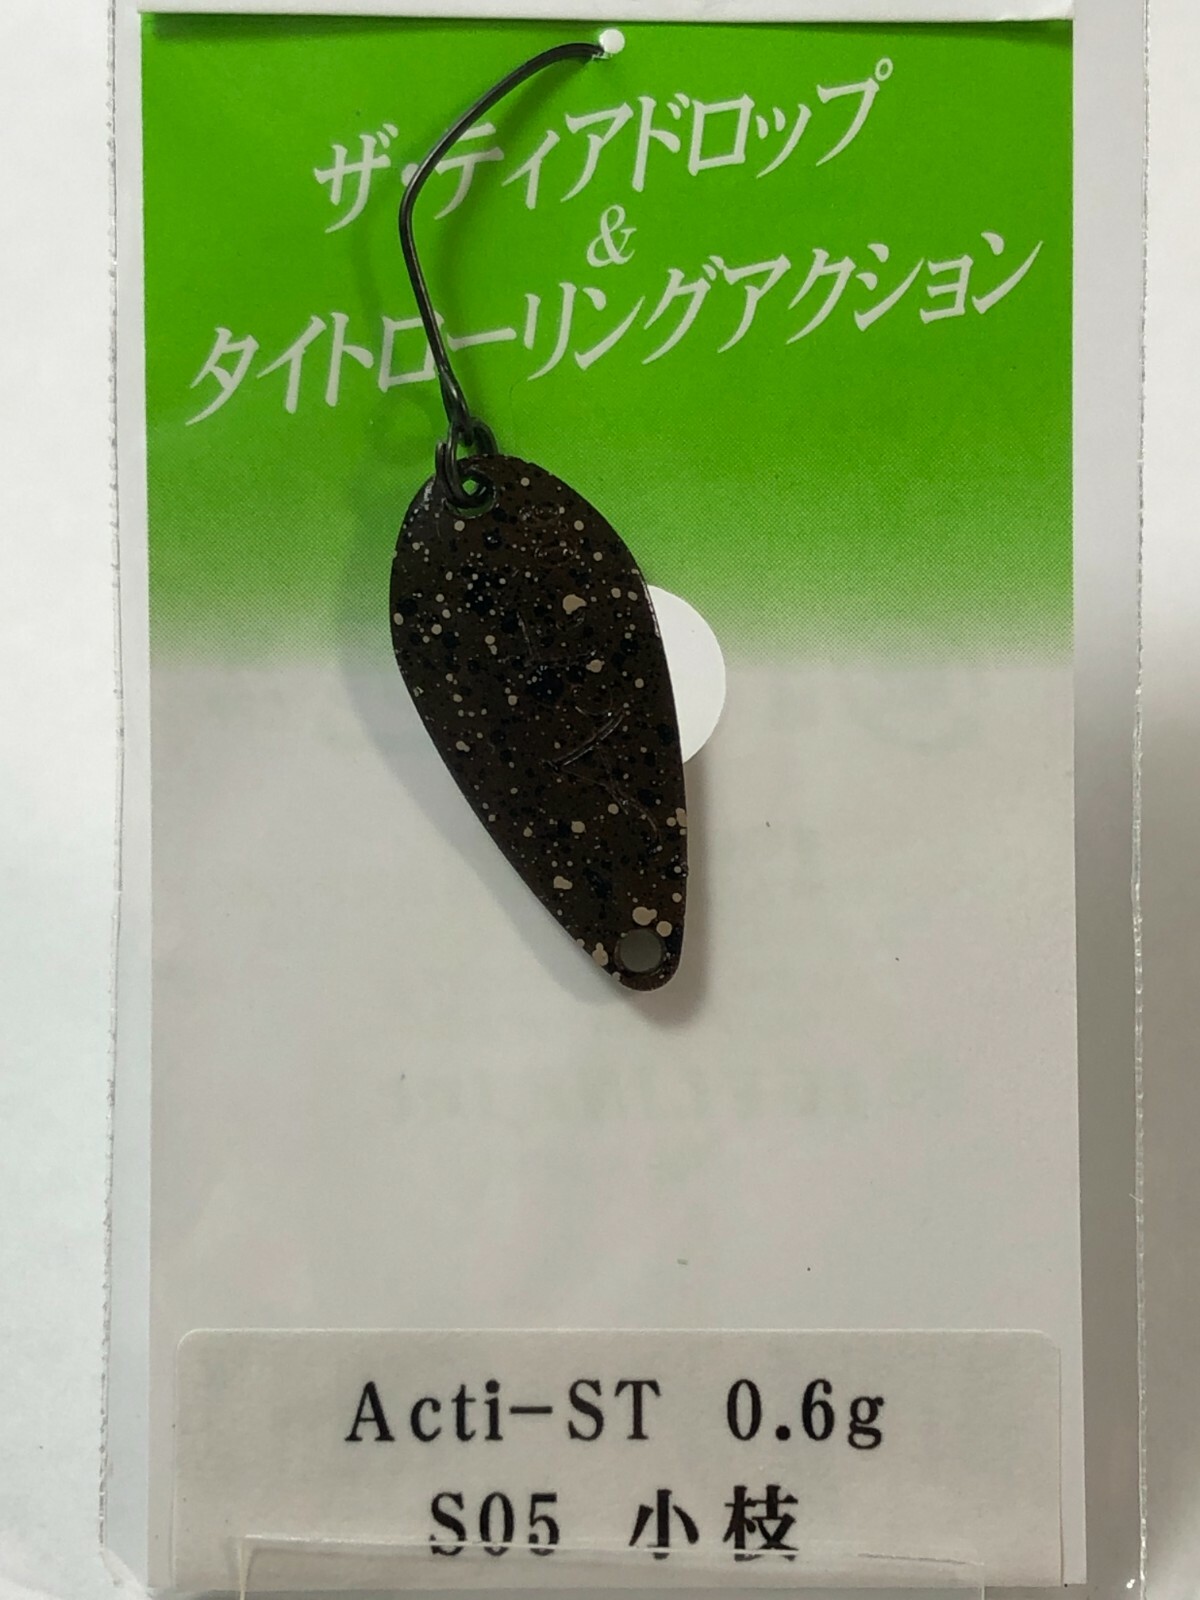 ザ・ティアドロップ
&
タイトローリングアクション
Acti-ST 0.6g
S05 小枝